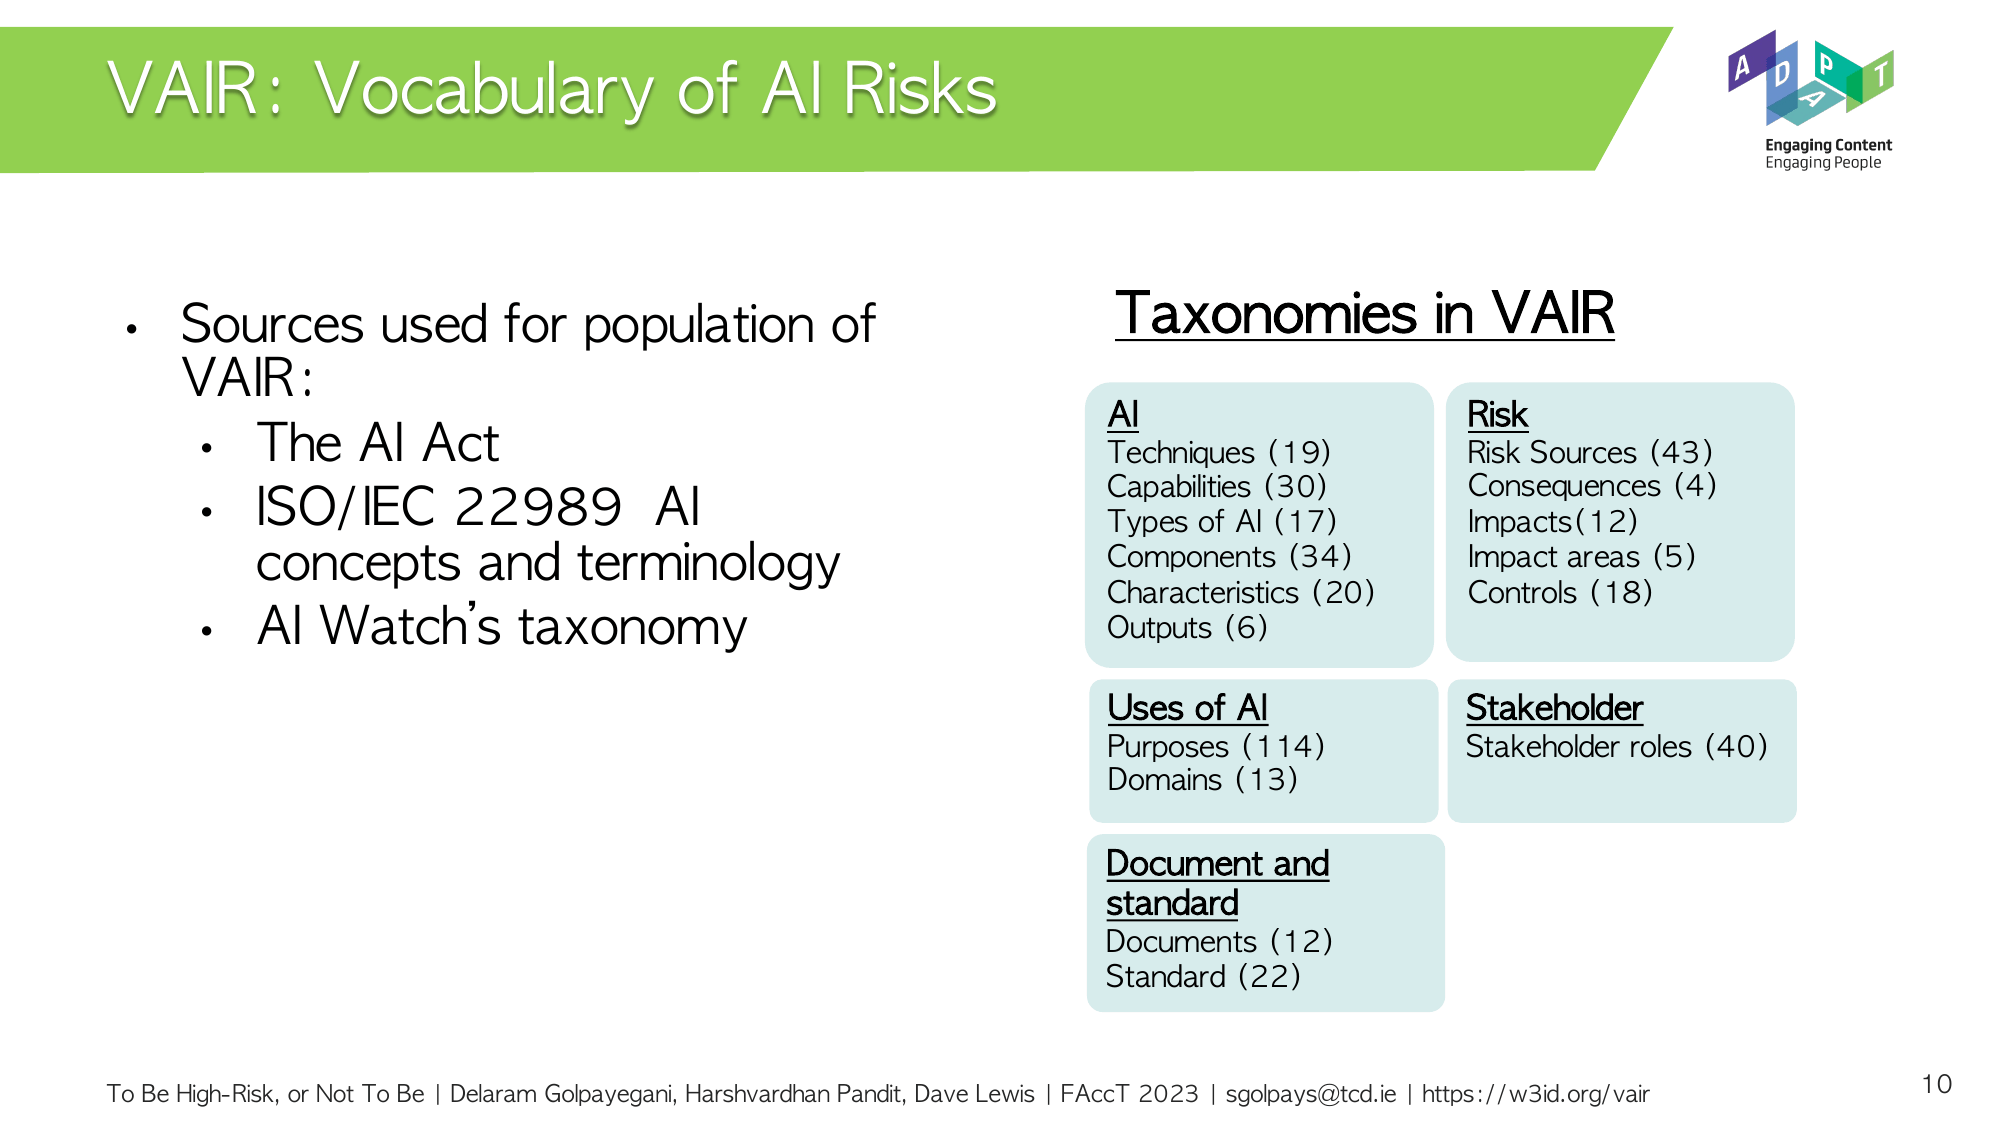 VAIR: Vocabulary of AI Risks
ADAPT
Engaging Content
Engaging People
• Sources used for population of
VAIR:
• The AI Act
• ISO/IEC 22989 AI
concepts and terminology
• AI Watch’s taxonomy
Taxonomies in VAIR
AI
Techniques (19)
Capabilities (30)
Types of AI (17)
Components (34)
Characteristics (20)
Outputs (6)
Risk
Risk Sources (43)
Consequences (4)
Impacts(12)
Impact areas (5)
Controls (18)
Uses of AI
Purposes (114)
Domains (13)
Stakeholder
Stakeholder roles (40)
Document and
standard
Documents (12)
Standard (22)
To Be High-Risk, or Not To Be | Delaram Golpayegani, Harshvardhan Pandit, Dave Lewis | FAccT 2023 | sgolpays@tcd.ie | https://w3id.org/vair
10